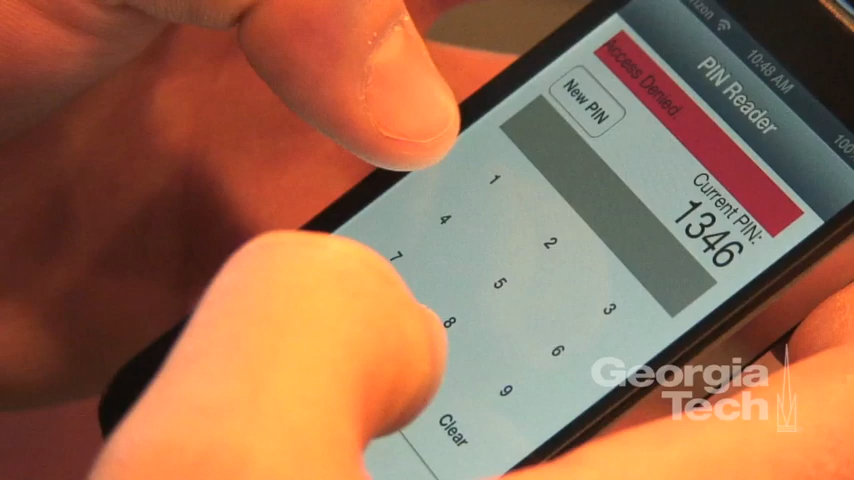 10:48 AM
100
PIN Reader
Access Denied.
New PIN
Current PIN:
1346
1
2
3
4
5
6
7
8
9
Clear
Georgia
Tech